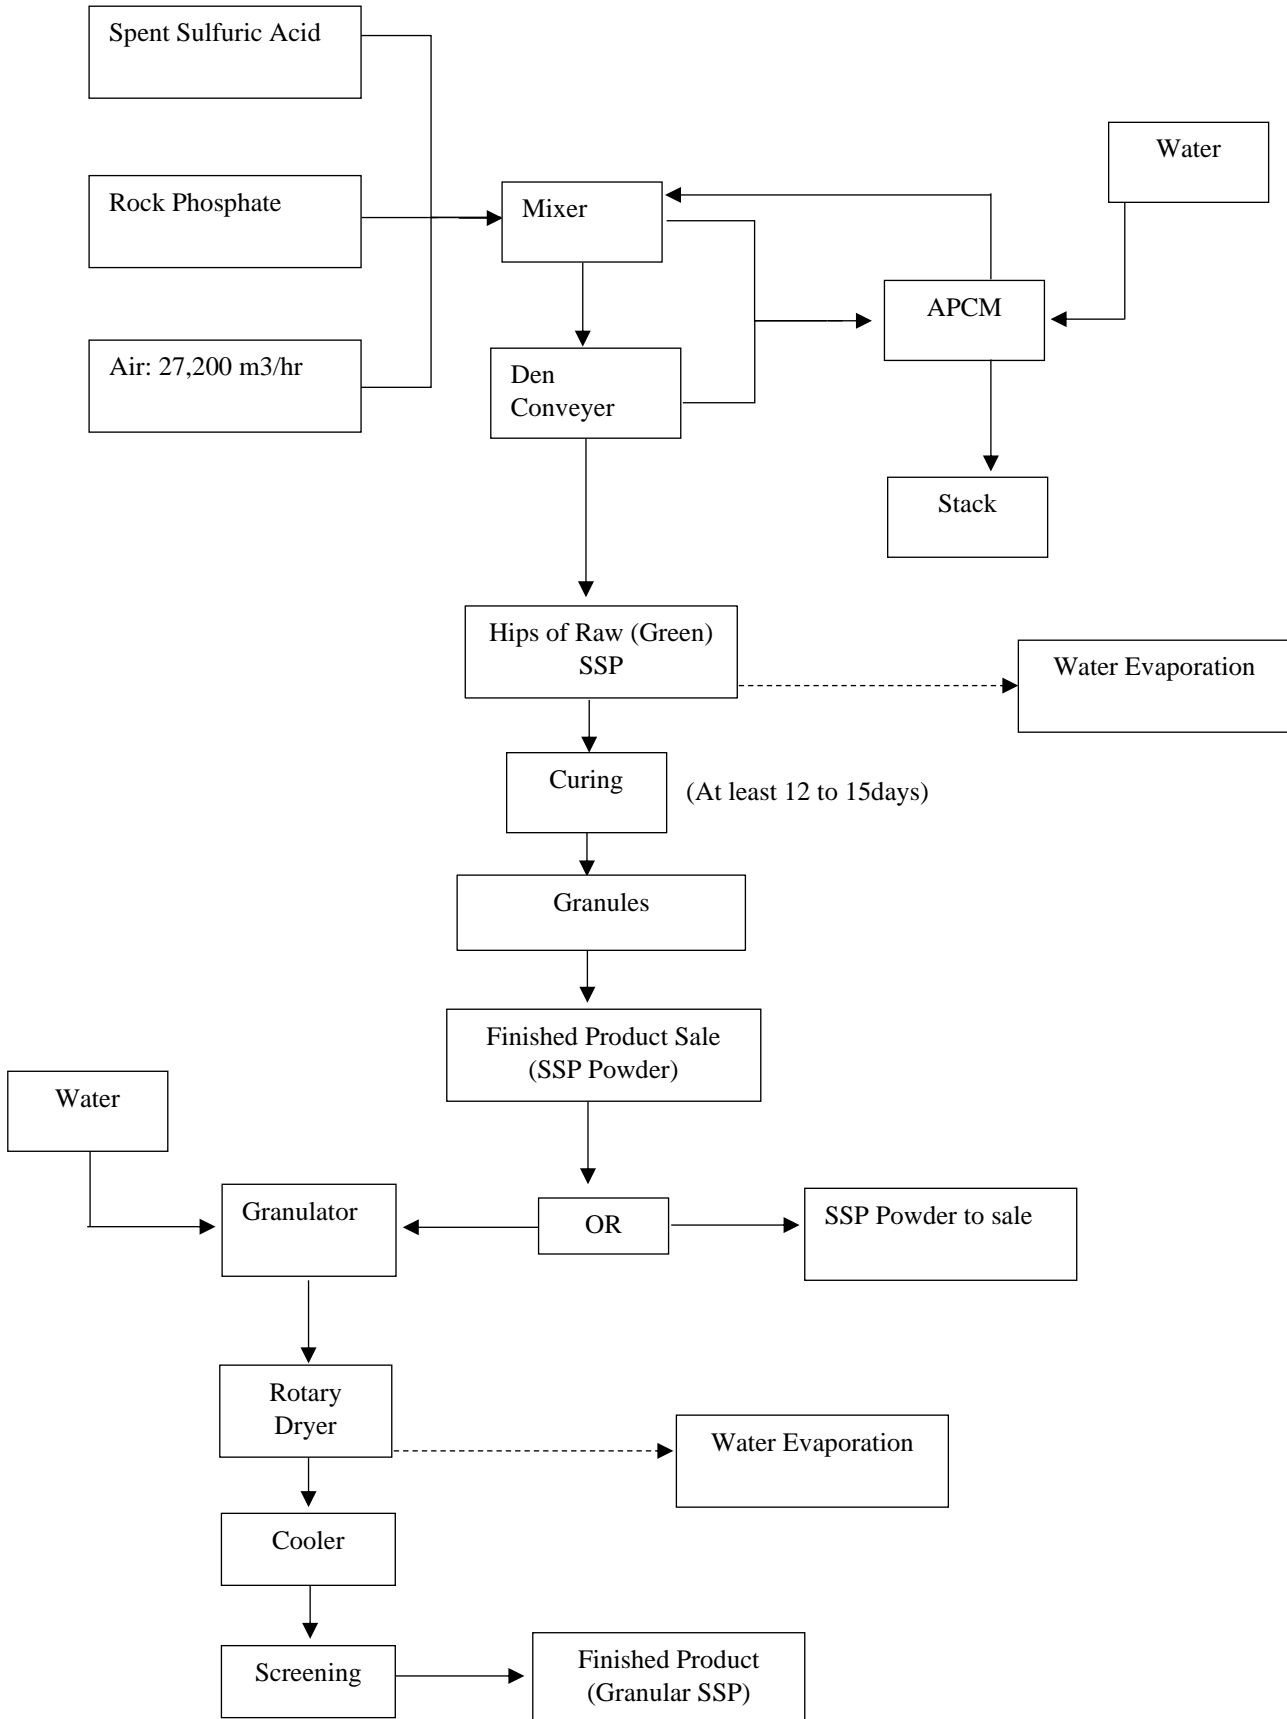 Spent Sulfuric Acid
Water
Rock Phosphate
Mixer
APCM
Air: 27,200 m3/hr
Den
Conveyer
Stack
Hips of Raw (Green)
SSP
Water Evaporation
Curing
(At least 12 to 15days)
Granules
Finished Product Sale
(SSP Powder)
Water
Granulator
OR
SSP Powder to sale
Rotary
Dryer
Water Evaporation
Cooler
Screening
Finished Product
(Granular SSP)